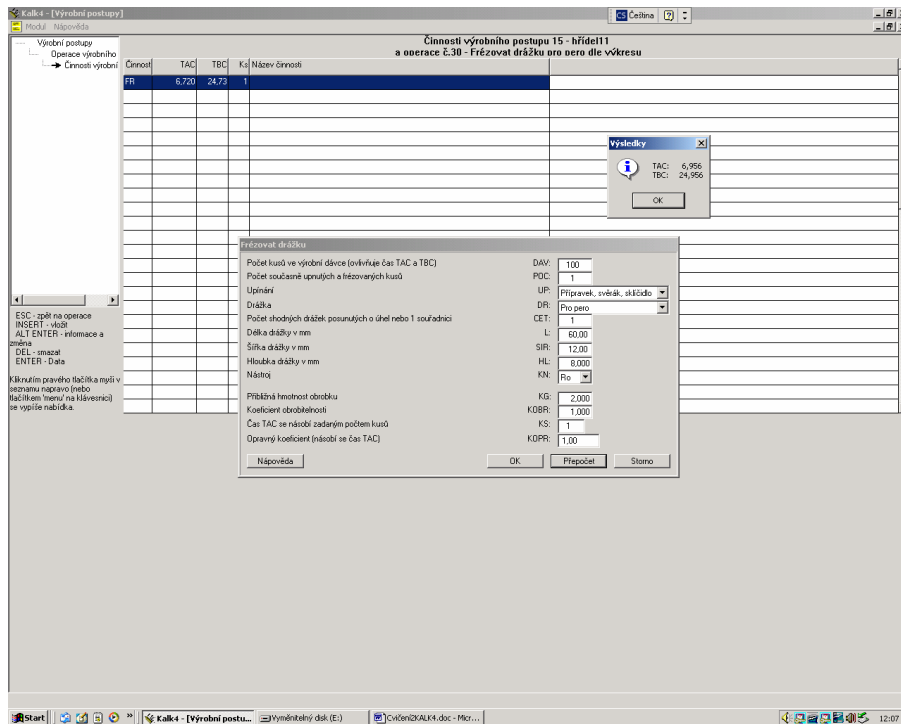 Kalk4 - [Výrobní postupy]
CS Čeština
Modul Nápověda
Výrobní postupy
Operace výrobního
Činnosti výrobní
Činnosti výrobního postupu 15 - hřídel11
a operace č.30 - Frézovat drážku pro pero dle výkresu
Činnost TAC TBC Ks Název činnosti
FR 6,720 24,73 1
Výsledky
TAC: 6,956
TBC: 24,956
OK
Frézovat drážku
Počet kusů ve výrobní dávce (ovlivňuje čas TAC a TBC) DAV: 100
Počet současně upnutých a frézovaných kusů POC: 1
Upínání UP: Přípravek, svěrák, sklíčidlo
Drážka DR: Pro pero
Počet shodných drážek posunutých o úhel nebo 1 souřadnici CET: 1
Délka drážky v mm L: 60,00
Šířka drážky v mm SIR: 12,00
Hloubka drážky v mm HL: 8,000
Nástroj KN: Ro
Přibližná hmotnost obrobku KG: 2,000
Koeficient obrobitelnosti KOBR: 1,000
Čas TAC se násobí zadaným počtem kusů KS: 1
Opravný koeficient (násobí se čas TAC) KOPR: 1,00
Nápověda OK Přepočet Storno
ESC - zpět na operace
INSERT - vložit
ALT ENTER - informace a
změna
DEL - smazat
ENTER - Data
Kliknutím pravého tlačítka myši v
seznamu napravo (nebo
tlačítkem 'menu' na klávesnici)
se vypíše nabídka.
Start Kalk4 - [Výrobní postu... Vyměnitelný disk (E:) Cvičení2KALK4.doc - Micr... 12:07